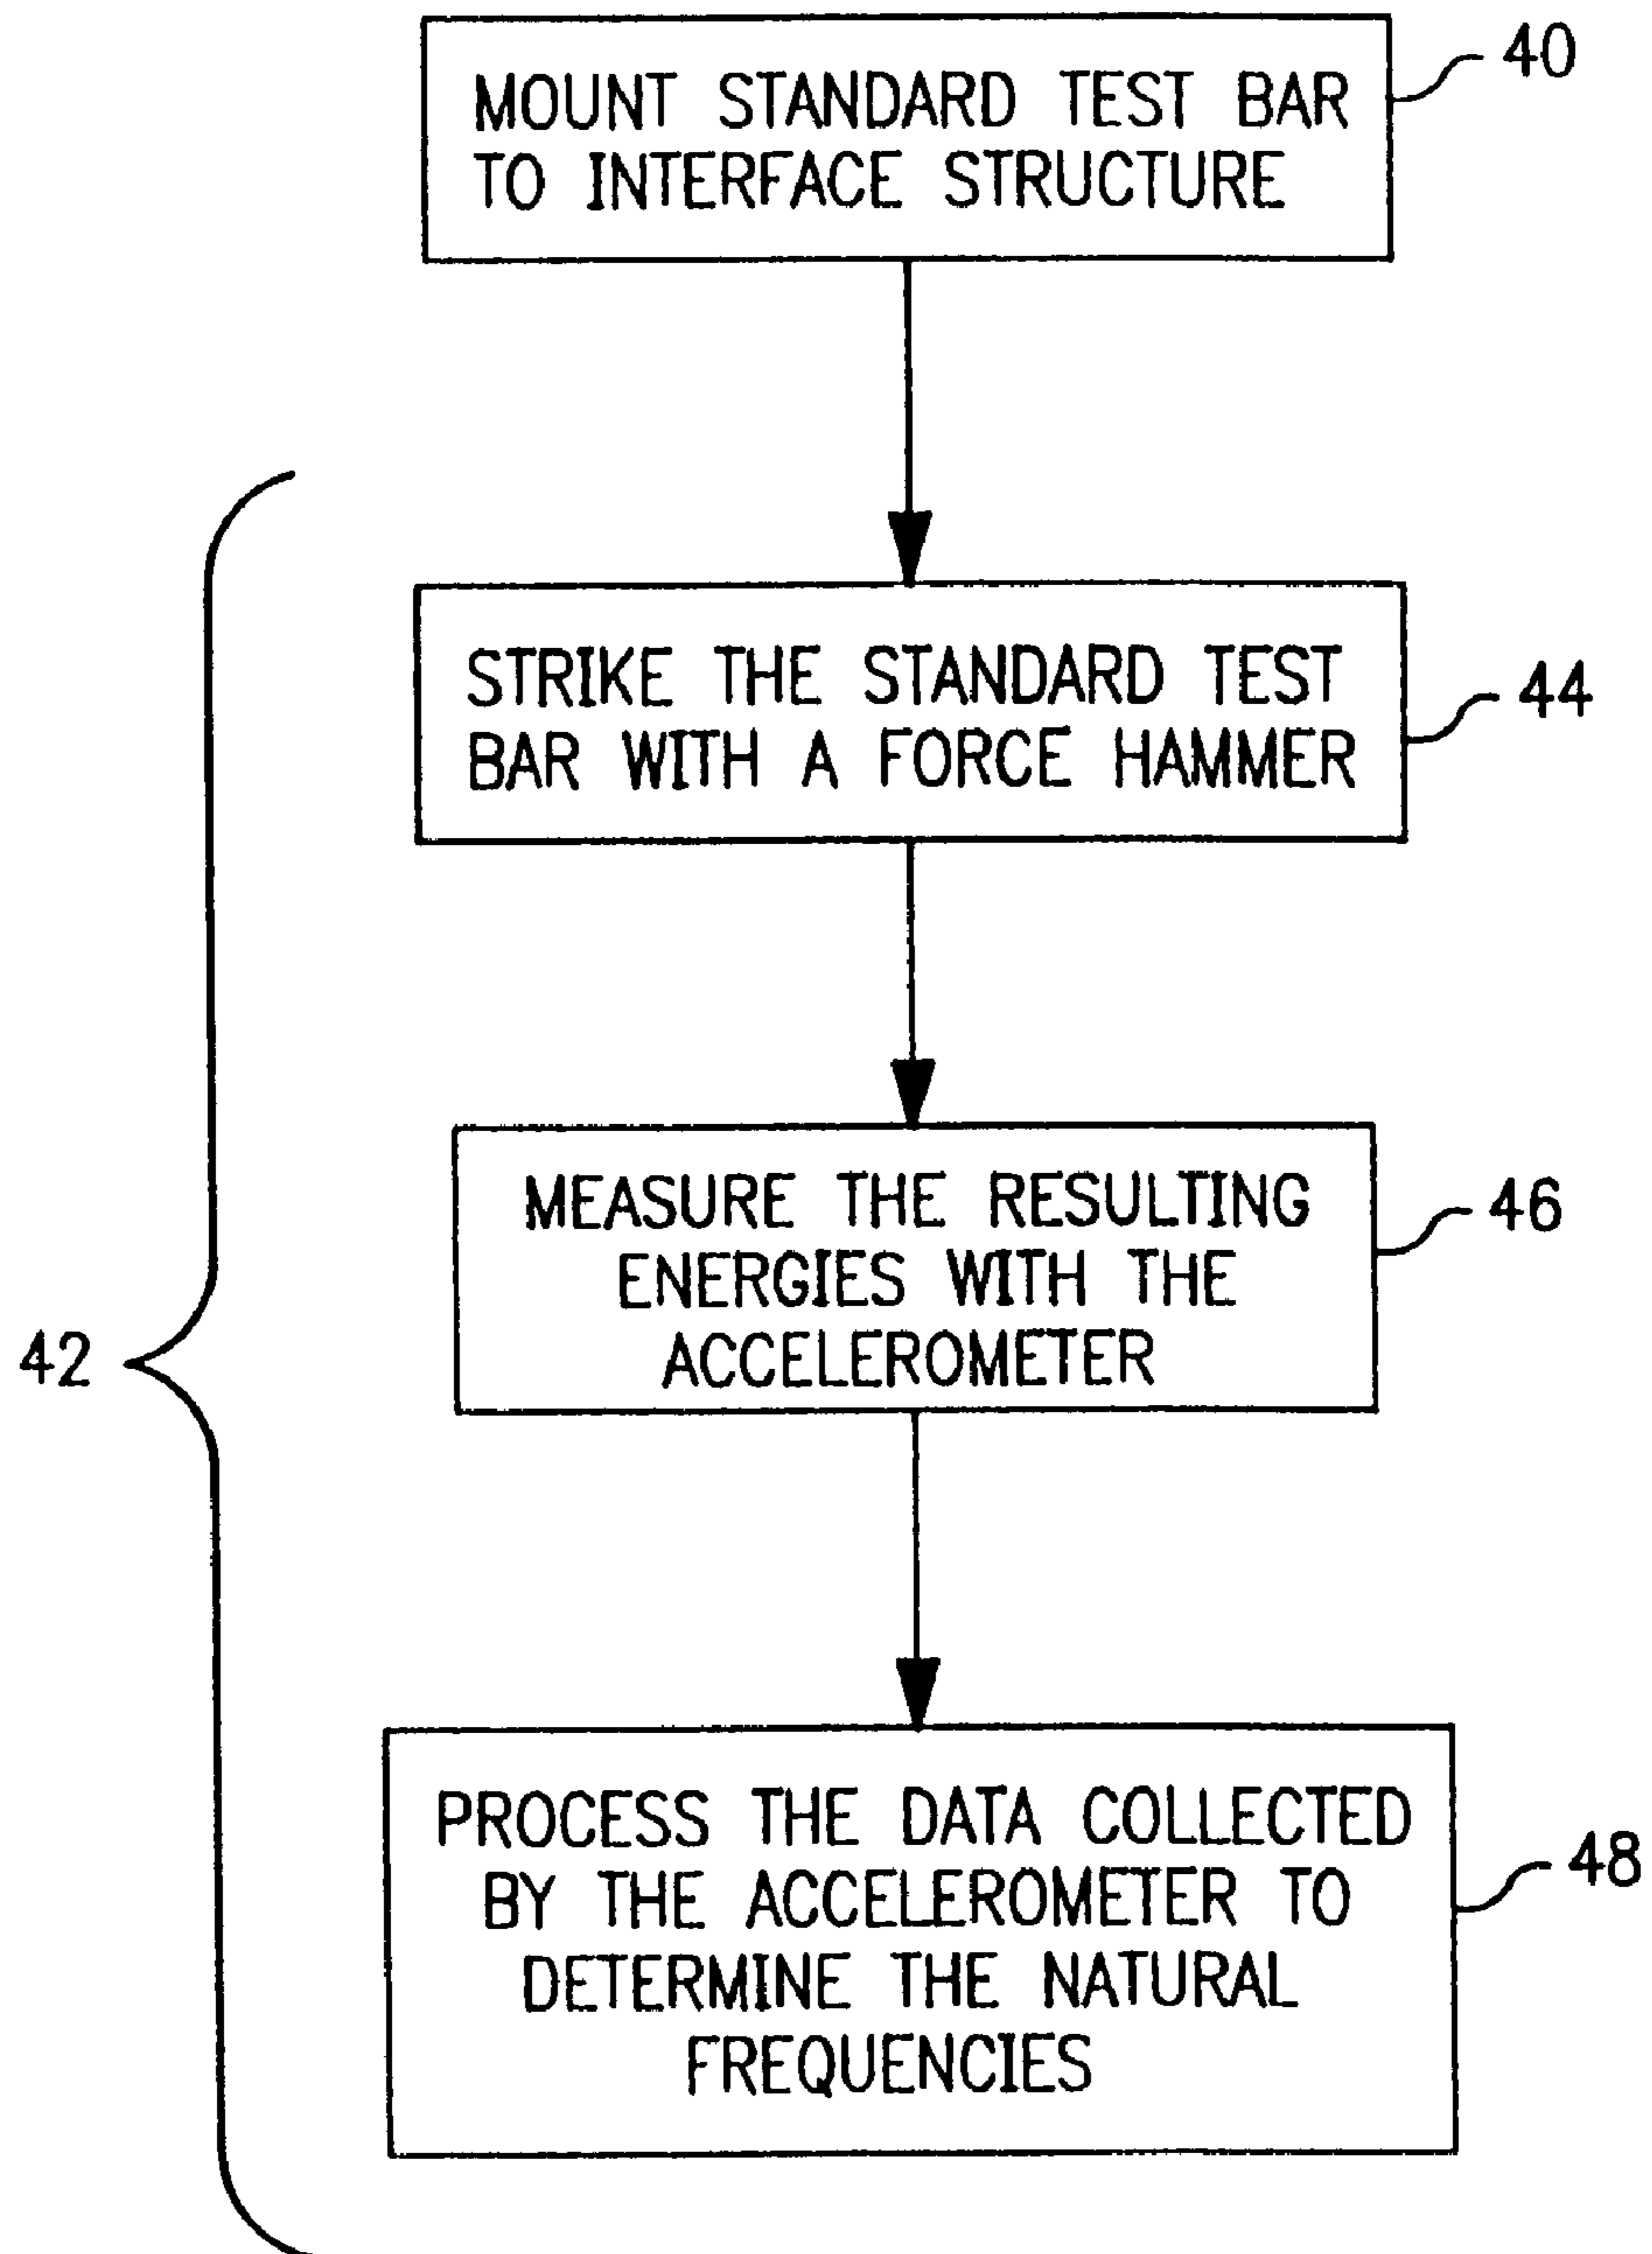 MOUNT STANDARD TEST BAR
TO INTERFACE STRUCTURE
40
STRIKE THE STANDARD TEST
BAR WITH A FORCE HAMMER
44
MEASURE THE RESULTING
ENERGIES WITH THE
ACCELEROMETER
46
42
PROCESS THE DATA COLLECTED
BY THE ACCELEROMETER TO
DETERMINE THE NATURAL
FREQUENCIES
48